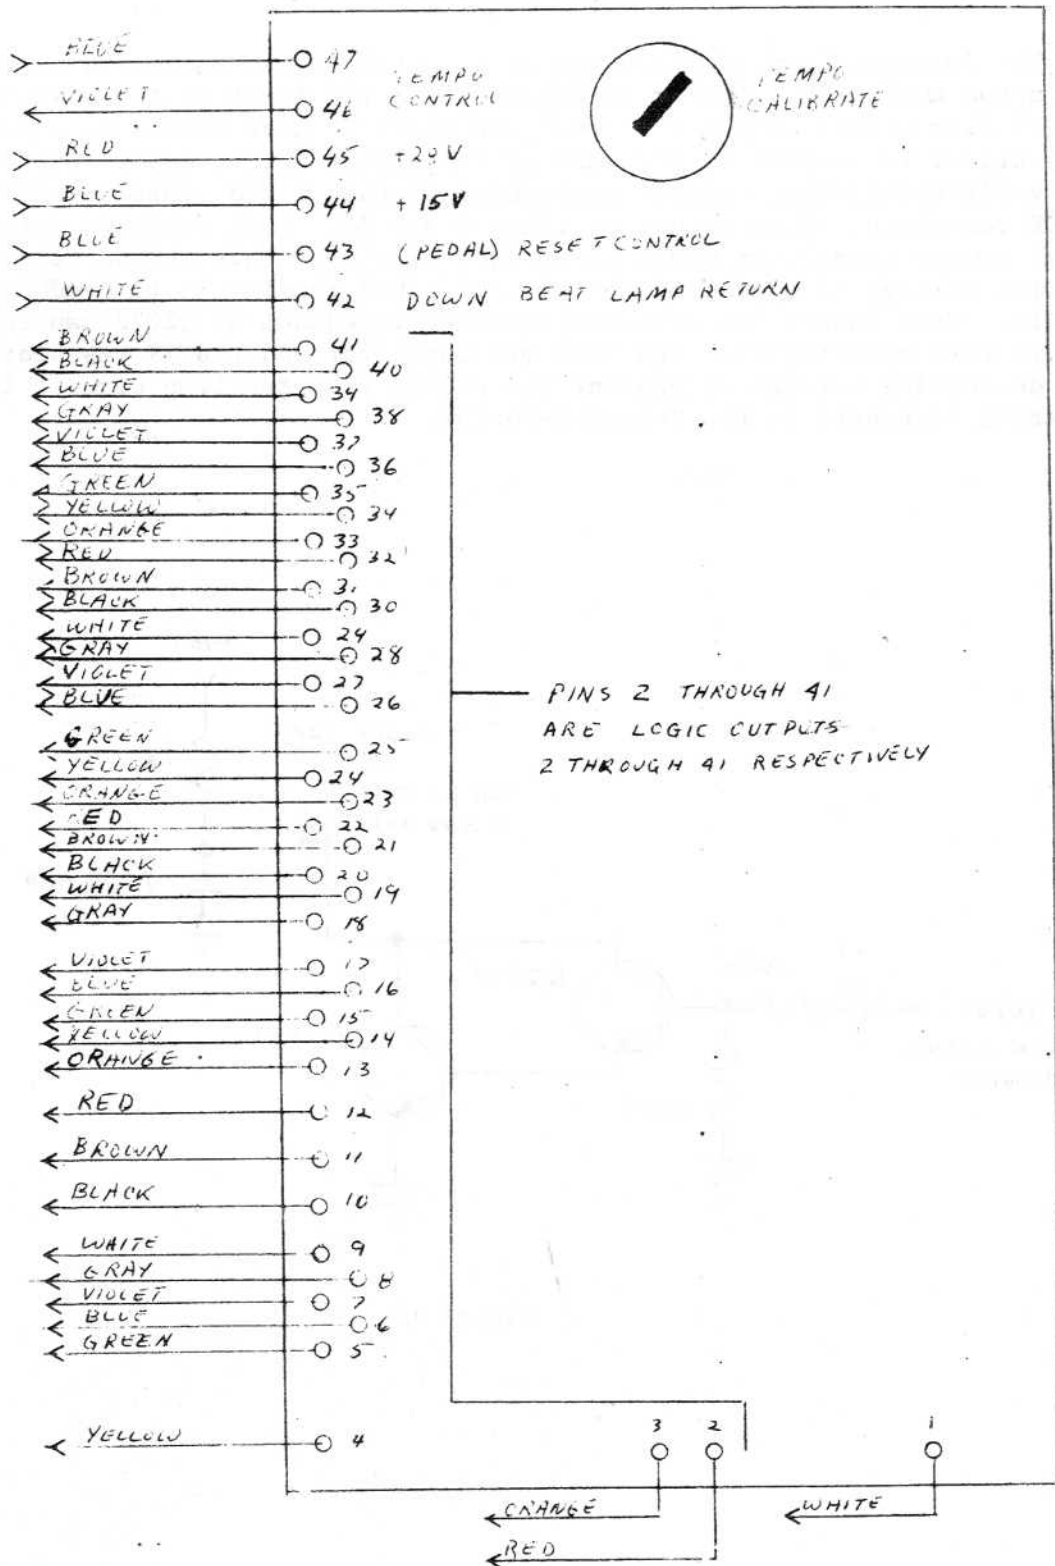 BLUE 47
TEMPO CONTROL
TEMPO CALIBRATE
VIOLET 46
RED 45 +28V
BLUE 44 + 15V
BLUE 43 (PEDAL) RESET CONTROL
WHITE 42 DOWN BEAT LAMP RETURN
BROWN 41
BLACK 40
WHITE 39
GRAY 38
VIOLET 37
BLUE 36
GREEN 35
YELLOW 34
ORANGE 33
RED 32
BROWN 31
BLACK 30
WHITE 29
GRAY 28
VIOLET 27
BLUE 26
PINS 2 THROUGH 41
ARE LOGIC OUTPUTS
2 THROUGH 41 RESPECTIVELY
GREEN 25
YELLOW 24
ORANGE 23
RED 22
BROWN 21
BLACK 20
WHITE 19
GRAY 18
VIOLET 17
BLUE 16
GREEN 15
YELLOW 14
ORANGE 13
RED 12
BROWN 11
BLACK 10
WHITE 9
GRAY 8
VIOLET 7
BLUE 6
GREEN 5
YELLOW 4
3 2 1
ORANGE WHITE
RED